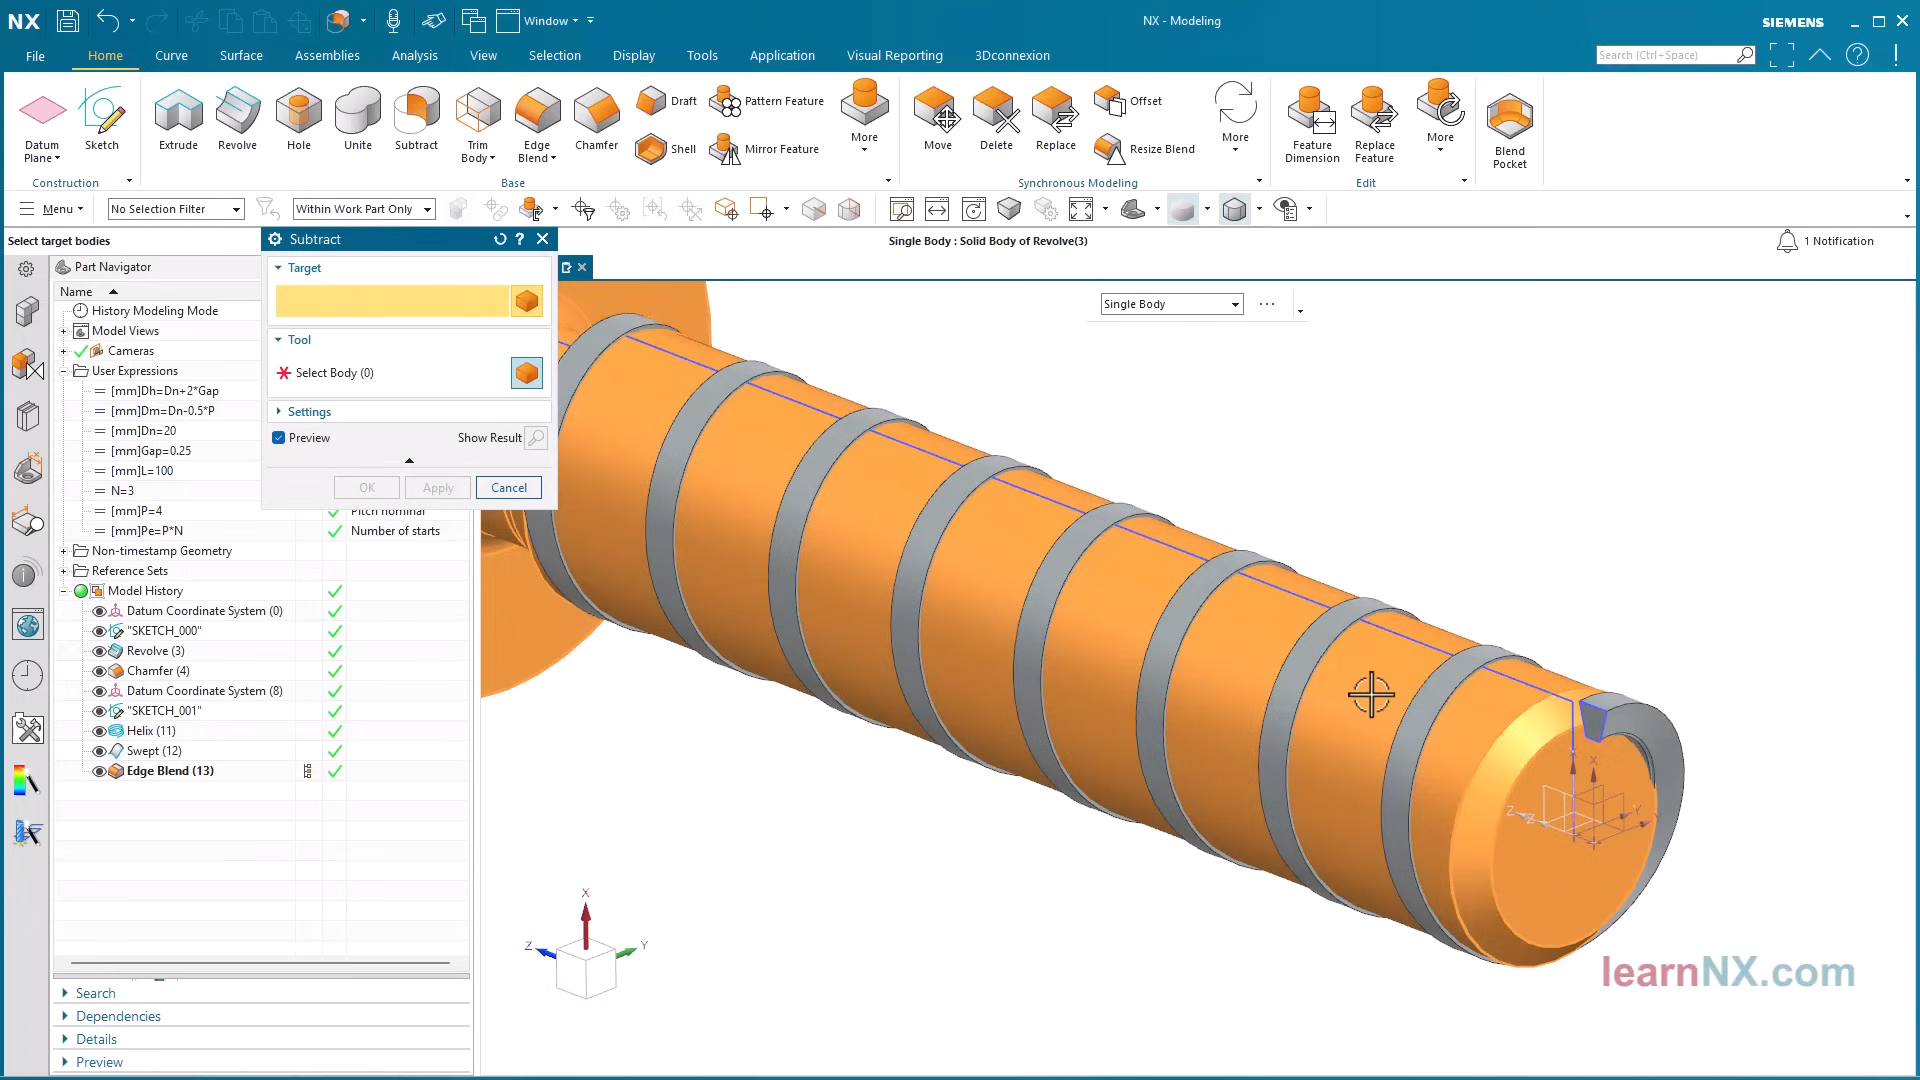 NX
Window
NX - Modeling
SIEMENS
File
Home
Curve
Surface
Assemblies
Analysis
View
Selection
Display
Tools
Application
Visual Reporting
3Dconnexion
Search (Ctrl+Space)
Datum
Plane
Sketch
Extrude
Revolve
Hole
Unite
Subtract
Trim
Body
Edge
Blend
Chamfer
Draft
Shell
Pattern Feature
Mirror Feature
More
Move
Delete
Replace
Offset
Resize Blend
More
Feature
Dimension
Replace
Feature
More
Blend
Pocket
Construction
Base
Synchronous Modeling
Edit
Menu
No Selection Filter
Within Work Part Only
Select target bodies
Single Body : Solid Body of Revolve(3)
1 Notification
Subtract
Target
Tool
Select Body (0)
Settings
Preview
Show Result
OK
Apply
Cancel
Single Body
Part Navigator
Name
History Modeling Mode
Model Views
Cameras
User Expressions
[mm]Dh=Dn+2*Gap
[mm]Dm=Dn-0.5*P
[mm]Dn=20
[mm]Gap=0.25
[mm]L=100
N=3
[mm]P=4 Pitch nominal
[mm]Pe=P*N Number of starts
Non-timestamp Geometry
Reference Sets
Model History
Datum Coordinate System (0)
"SKETCH_000"
Revolve (3)
Chamfer (4)
Datum Coordinate System (8)
"SKETCH_001"
Helix (11)
Swept (12)
Edge Blend (13)
Search
Dependencies
Details
Preview
X
Z
Y
X
Z
Z
Y
learnNX.com